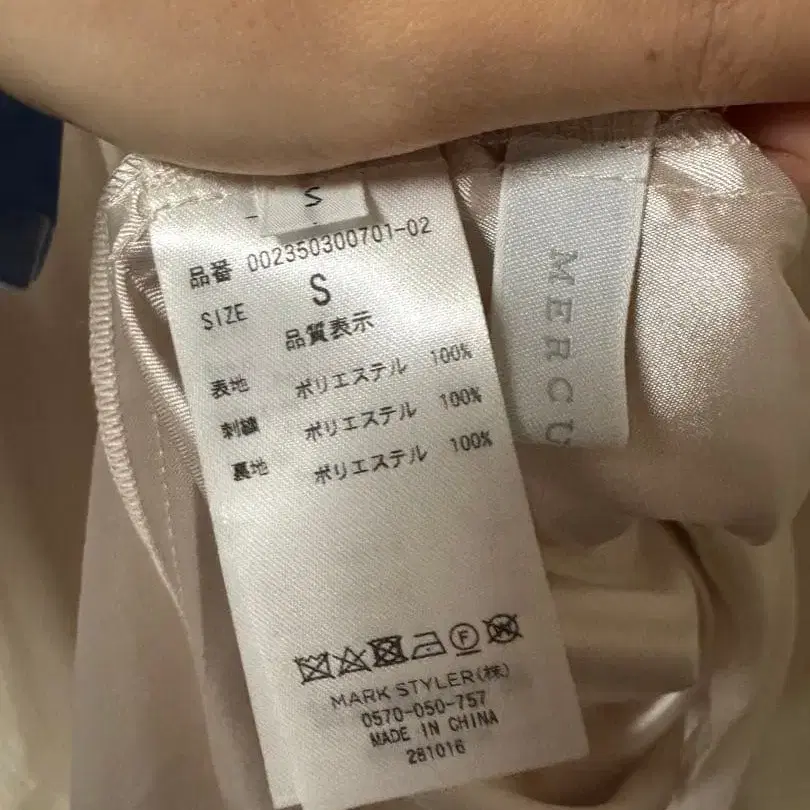 S
品番 002350300701-02
SIZE S
品質表示
表地 ポリエステル 100%
刺繍 ポリエステル 100%
裏地 ポリエステル 100%
F
MARK STYLER(株)
0570-050-757
MADE IN CHINA
281016
MERCU